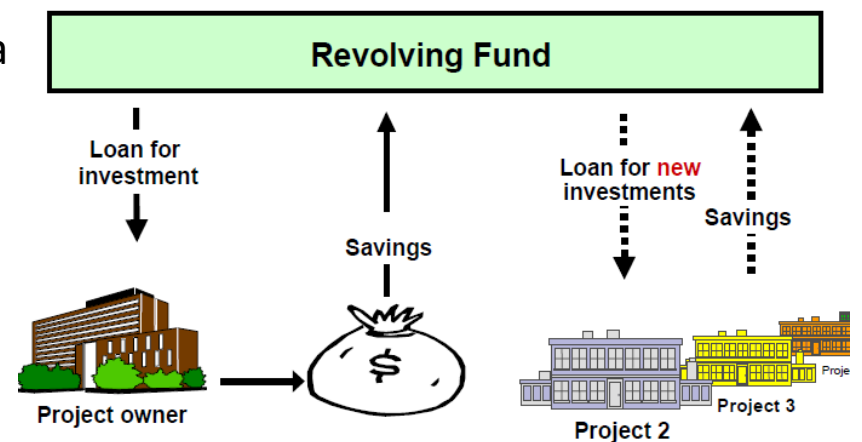 a
Revolving Fund
Loan for
investment
Savings
Loan for new
investments
Savings
$
Project owner
Project 2
Project 3